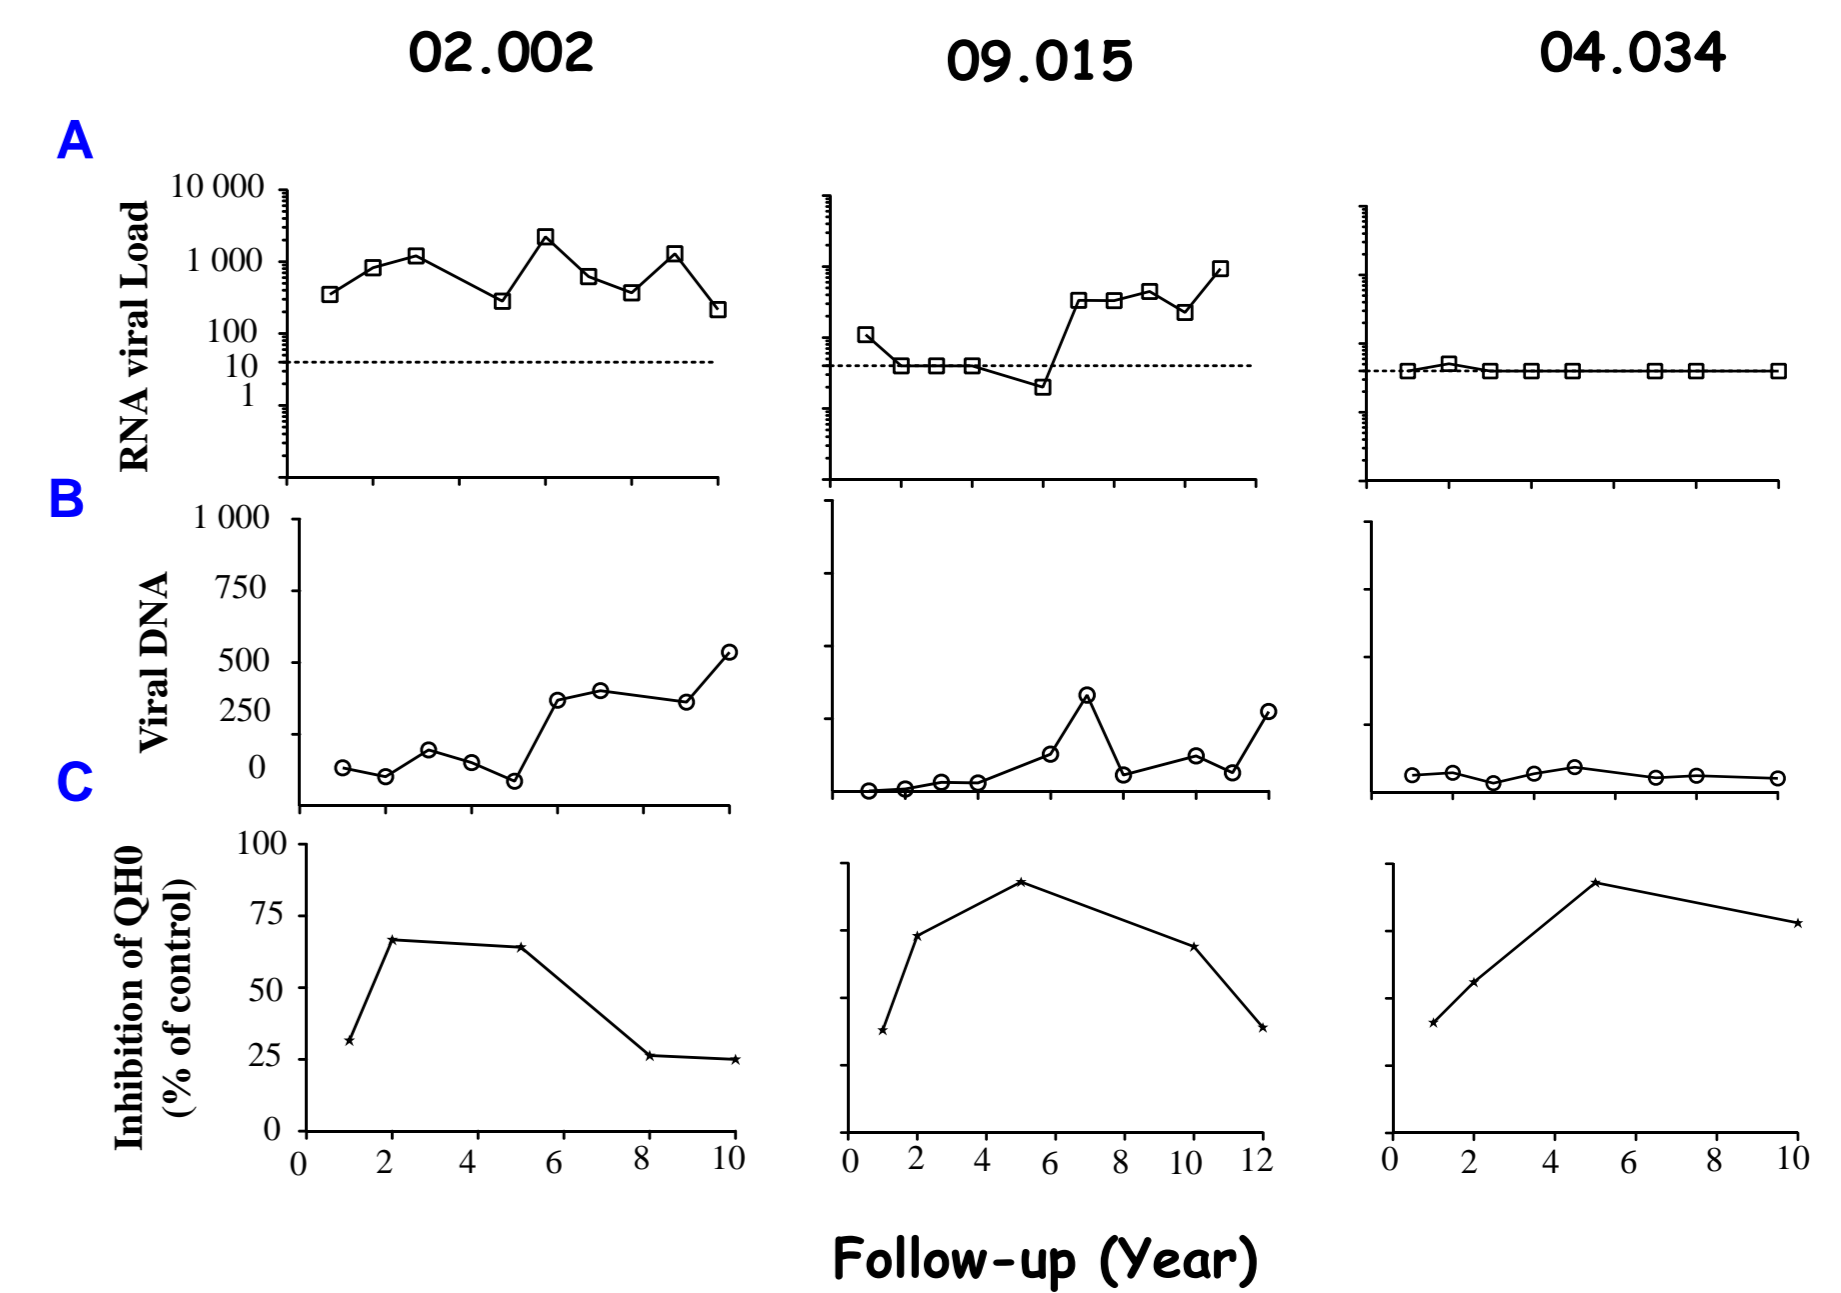 02.002 09.015 04.034
A
RNA viral Load
10 000
1 000
100
10
1
B
Viral DNA
1 000
750
500
250
0
C
Inhibition of QH0
(% of control)
100
75
50
25
0
0 2 4 6 8 10 0 2 4 6 8 10 12 0 2 4 6 8 10
Follow-up (Year)